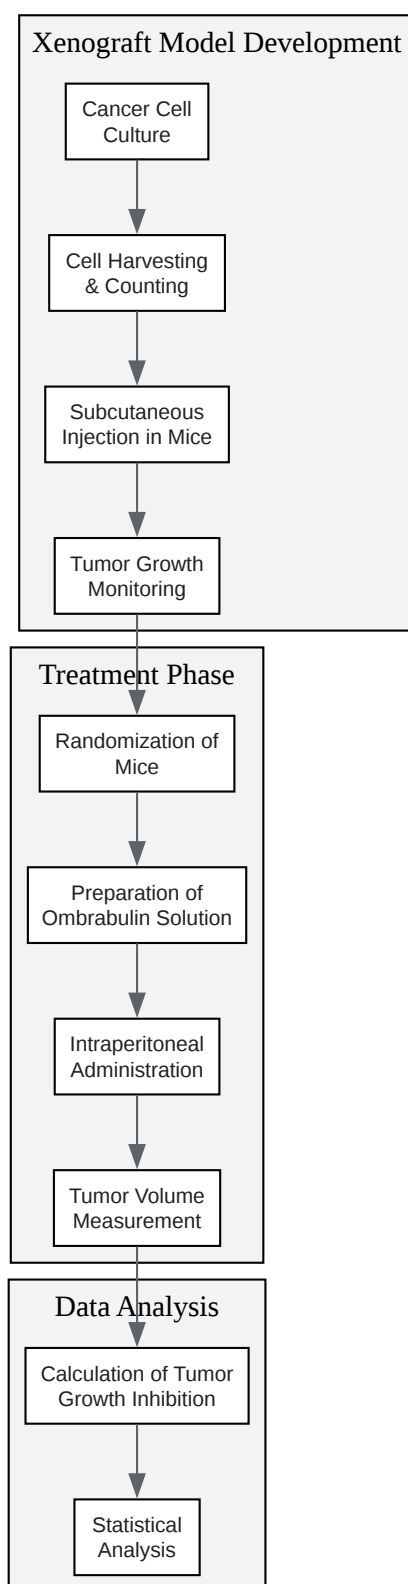 Xenograft Model Development
Cancer Cell
Culture
Cell Harvesting
& Counting
Subcutaneous
Injection in Mice
Tumor Growth
Monitoring
Treatment Phase
Randomization of
Mice
Preparation of
Ombrabulin Solution
Intraperitoneal
Administration
Tumor Volume
Measurement
Data Analysis
Calculation of Tumor
Growth Inhibition
Statistical
Analysis